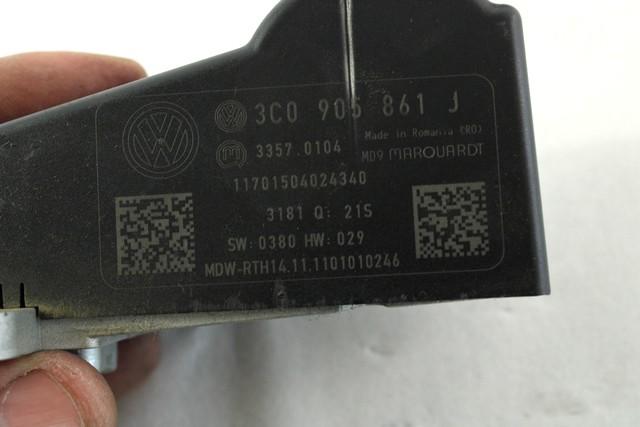 3C0 905 861 J
Made in Romania (RO)
3357.0104 MD9 MARQUARDT
11701504024340
3181 Q: 21S
SW: 0380 HW: 029
MDW-RTH14.11.1101010246